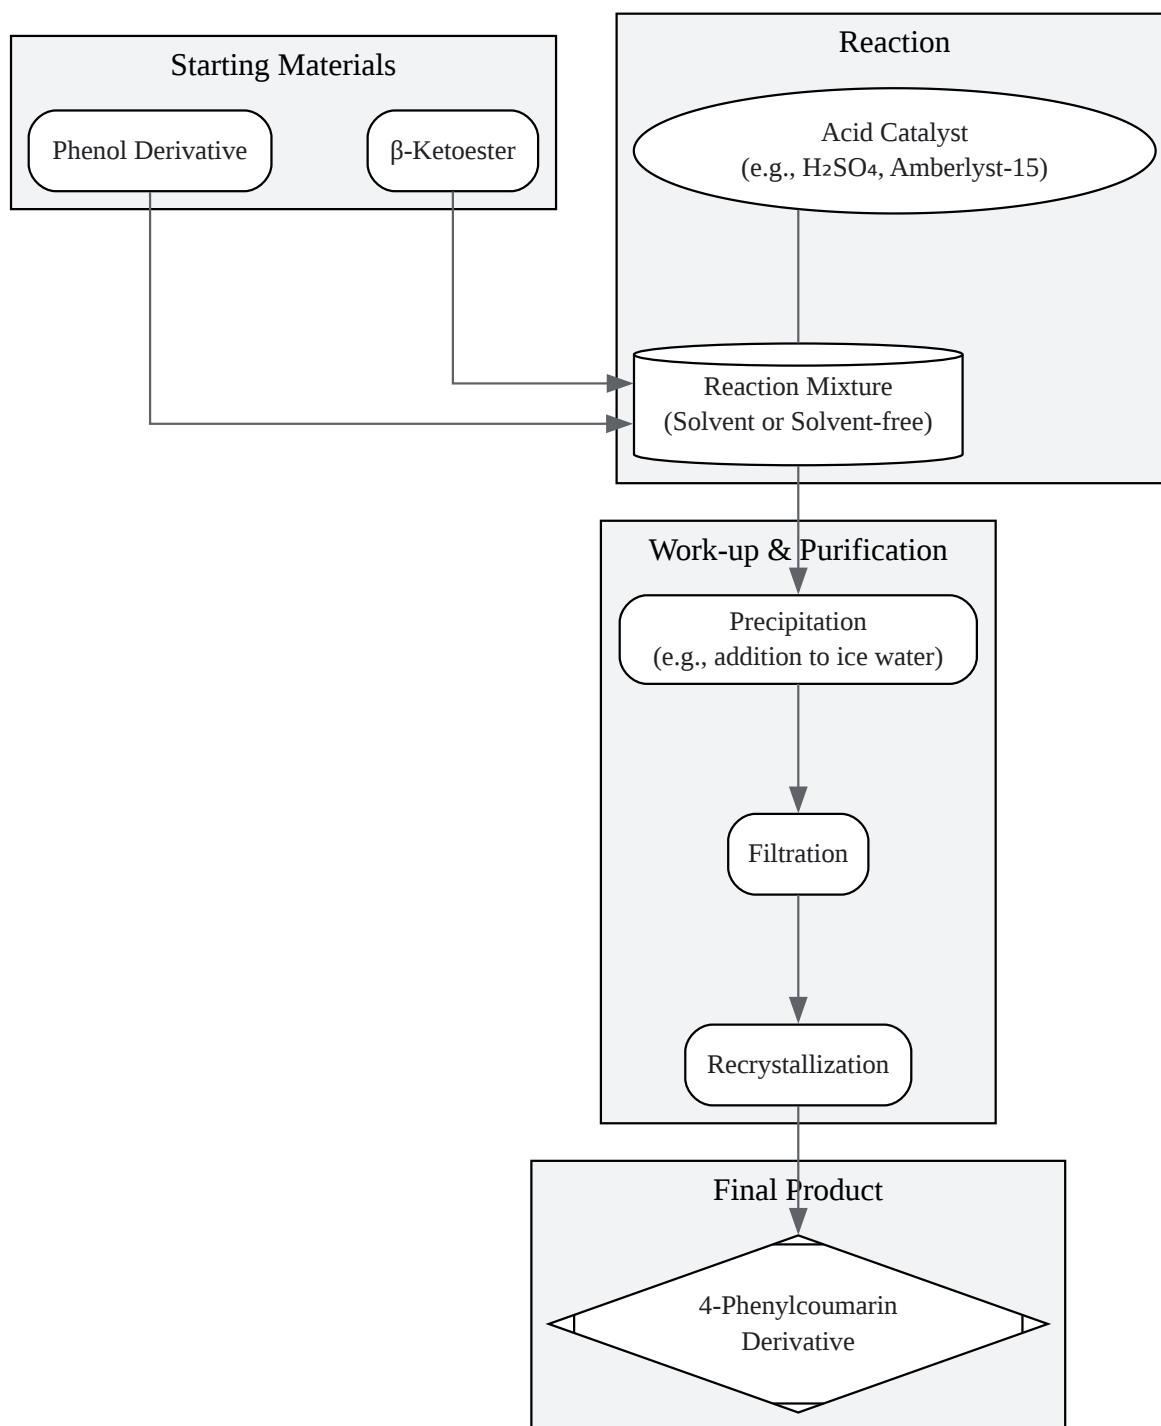 Starting Materials
Phenol Derivative
β-Ketoester
Reaction
Acid Catalyst
(e.g., H₂SO₄, Amberlyst-15)
Reaction Mixture
(Solvent or Solvent-free)
Work-up & Purification
Precipitation
(e.g., addition to ice water)
Filtration
Recrystallization
Final Product
4-Phenylcoumarin
Derivative